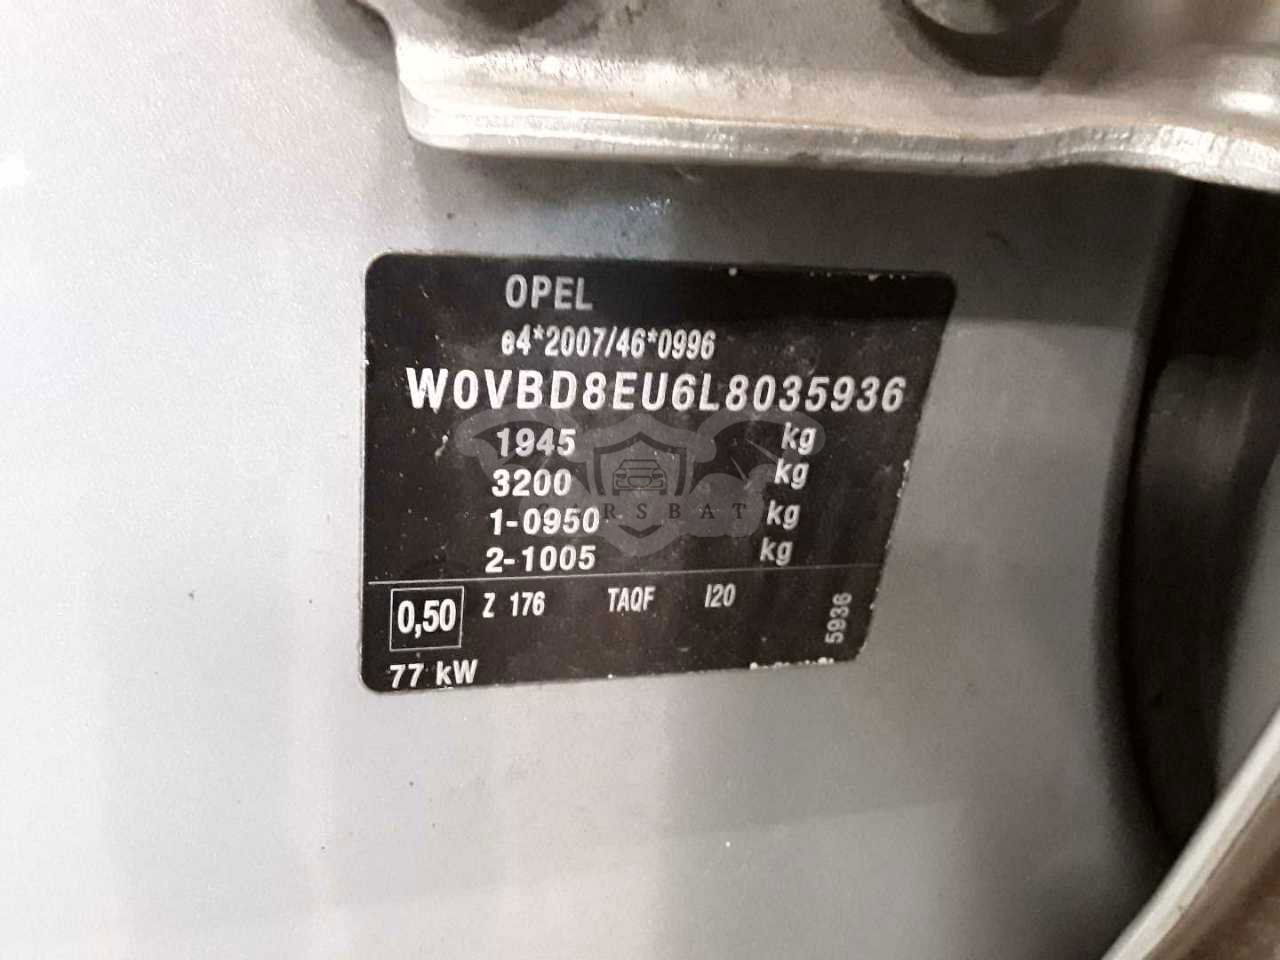 OPEL
e4*2007/46*0996
W0VBD8EU6L8035936
1945 kg
3200 kg
1-0950 kg
2-1005 kg
CARSBAT
0,50 Z 176 TAQF I20
5936
77 kW